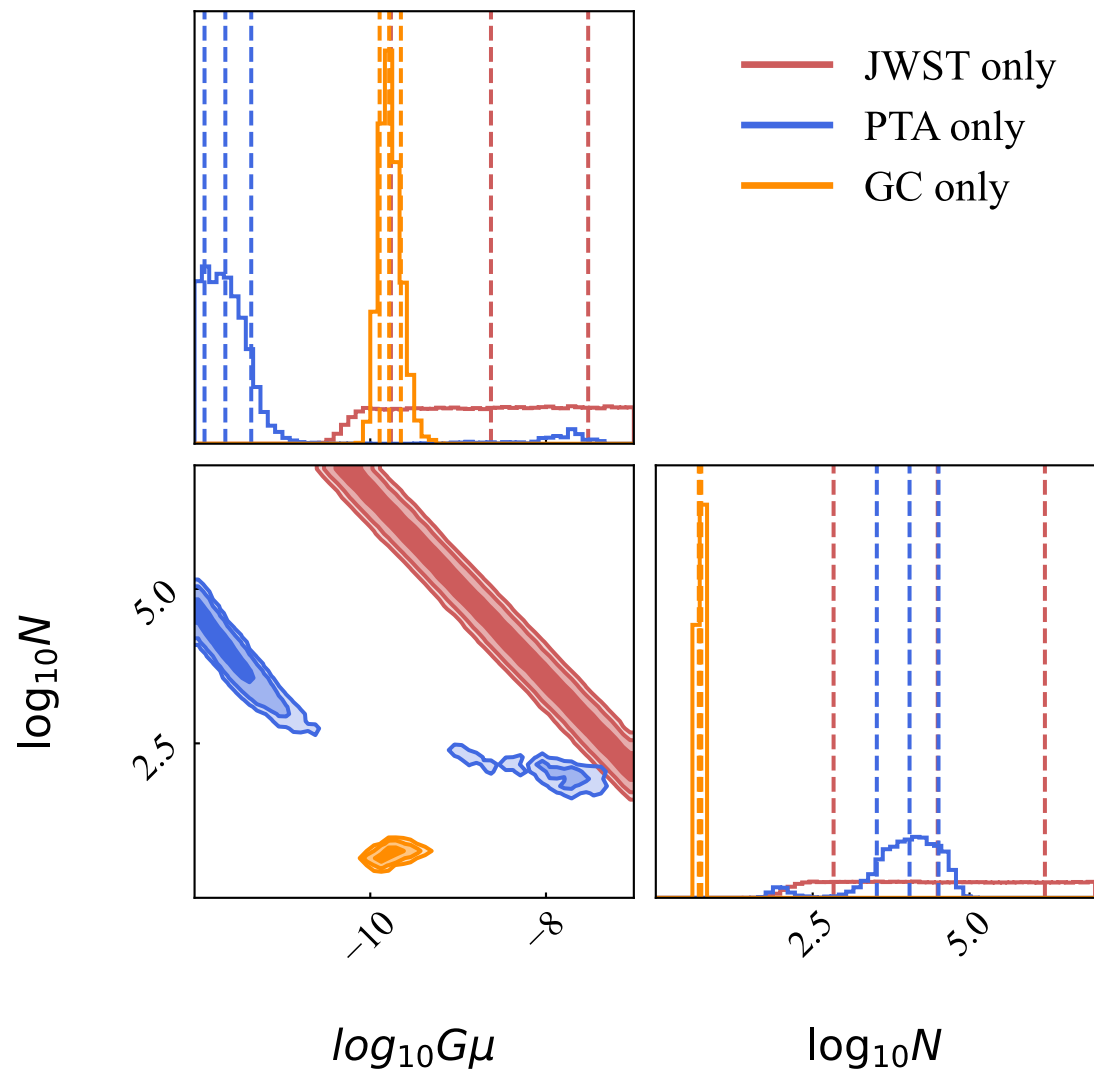 JWST only
PTA only
GC only
5.0
2.5
log₁₀N
−10
−8
2.5
5.0
log₁₀Gμ
log₁₀N